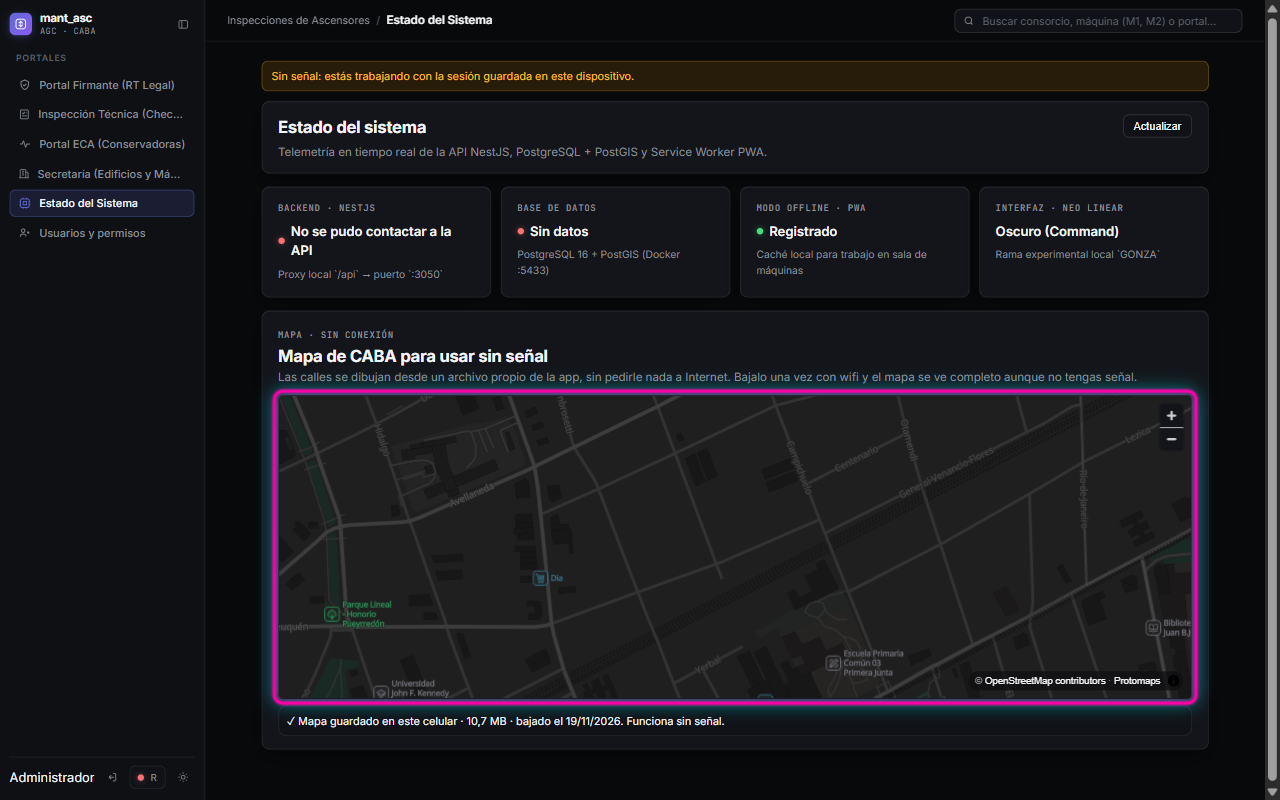 mant_asc
AGC · CABA
PORTALES
Portal Firmante (RT Legal)
Inspección Técnica (Chec...
Portal ECA (Conservadoras)
Secretaría (Edificios y Má...
Estado del Sistema
Usuarios y permisos
Administrador
R
Inspecciones de Ascensores / Estado del Sistema
Buscar consorcio, máquina (M1, M2) o portal...
Sin señal: estás trabajando con la sesión guardada en este dispositivo.
Estado del sistema
Actualizar
Telemetría en tiempo real de la API NestJS, PostgreSQL + PostGIS y Service Worker PWA.
BACKEND · NESTJS
No se pudo contactar a la
API
Proxy local `/api` → puerto `:3050`
BASE DE DATOS
Sin datos
PostgreSQL 16 + PostGIS (Docker
:5433)
MODO OFFLINE · PWA
Registrado
Caché local para trabajo en sala de
máquinas
INTERFAZ · NEO LINEAR
Oscuro (Command)
Rama experimental local `GONZA`
MAPA · SIN CONEXIÓN
Mapa de CABA para usar sin señal
Las calles se dibujan desde un archivo propio de la app, sin pedirle nada a Internet. Bajalo una vez con wifi y el mapa se ve completo aunque no tengas señal.
+
−
Hidalgo
Avellaneda
Campichuelo
Centenario
Otamendi
General Venancio Flores
Lezica
Río de Janeiro
Dia
Parque Lineal
Honorio
Pueyrredón
Yerbal
Escuela Primaria
Común 03
Primera Junta
Universidad
John F. Kennedy
Juan B.J
© OpenStreetMap contributors · Protomaps
✓ Mapa guardado en este celular · 10,7 MB · bajado el 19/11/2026. Funciona sin señal.